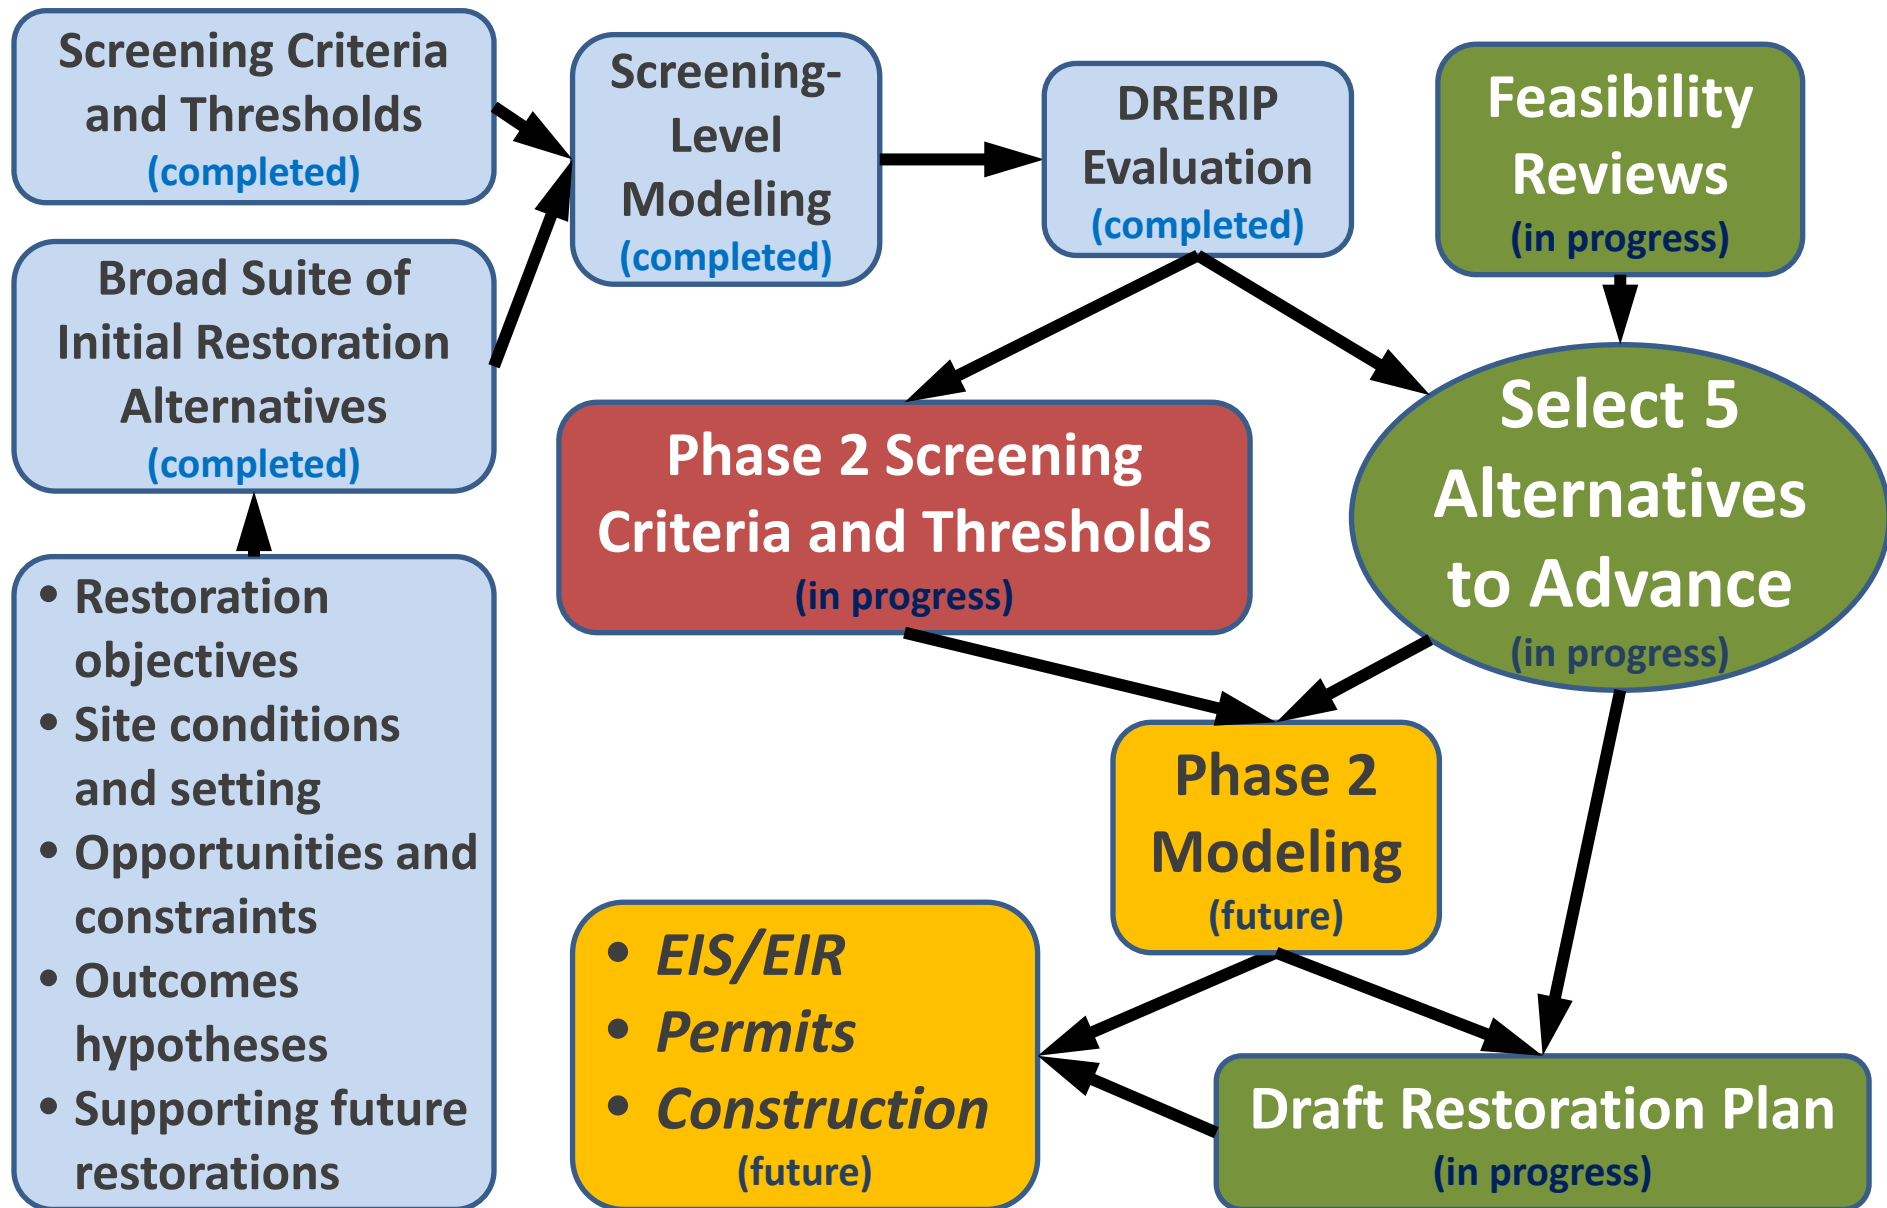 Screening Criteria
and Thresholds
(completed)
Broad Suite of
Initial Restoration
Alternatives
(completed)
• Restoration
objectives
• Site conditions
and setting
• Opportunities and
constraints
• Outcomes
hypotheses
• Supporting future
restorations
Screening-
Level
Modeling
(completed)
DRERIP
Evaluation
(completed)
Feasibility
Reviews
(in progress)
Phase 2 Screening
Criteria and Thresholds
(in progress)
Select 5
Alternatives
to Advance
(in progress)
Phase 2
Modeling
(future)
• EIS/EIR
• Permits
• Construction
(future)
Draft Restoration Plan
(in progress)